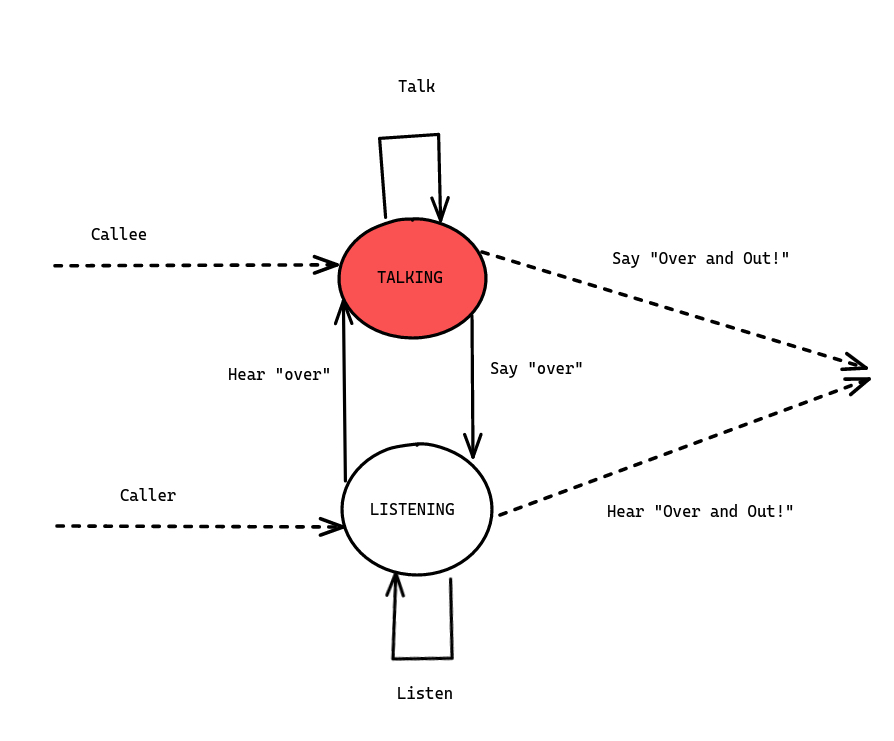 Talk
Callee
Say "Over and Out!"
TALKING
Hear "over"
Say "over"
Caller
LISTENING
Hear "Over and Out!"
Listen